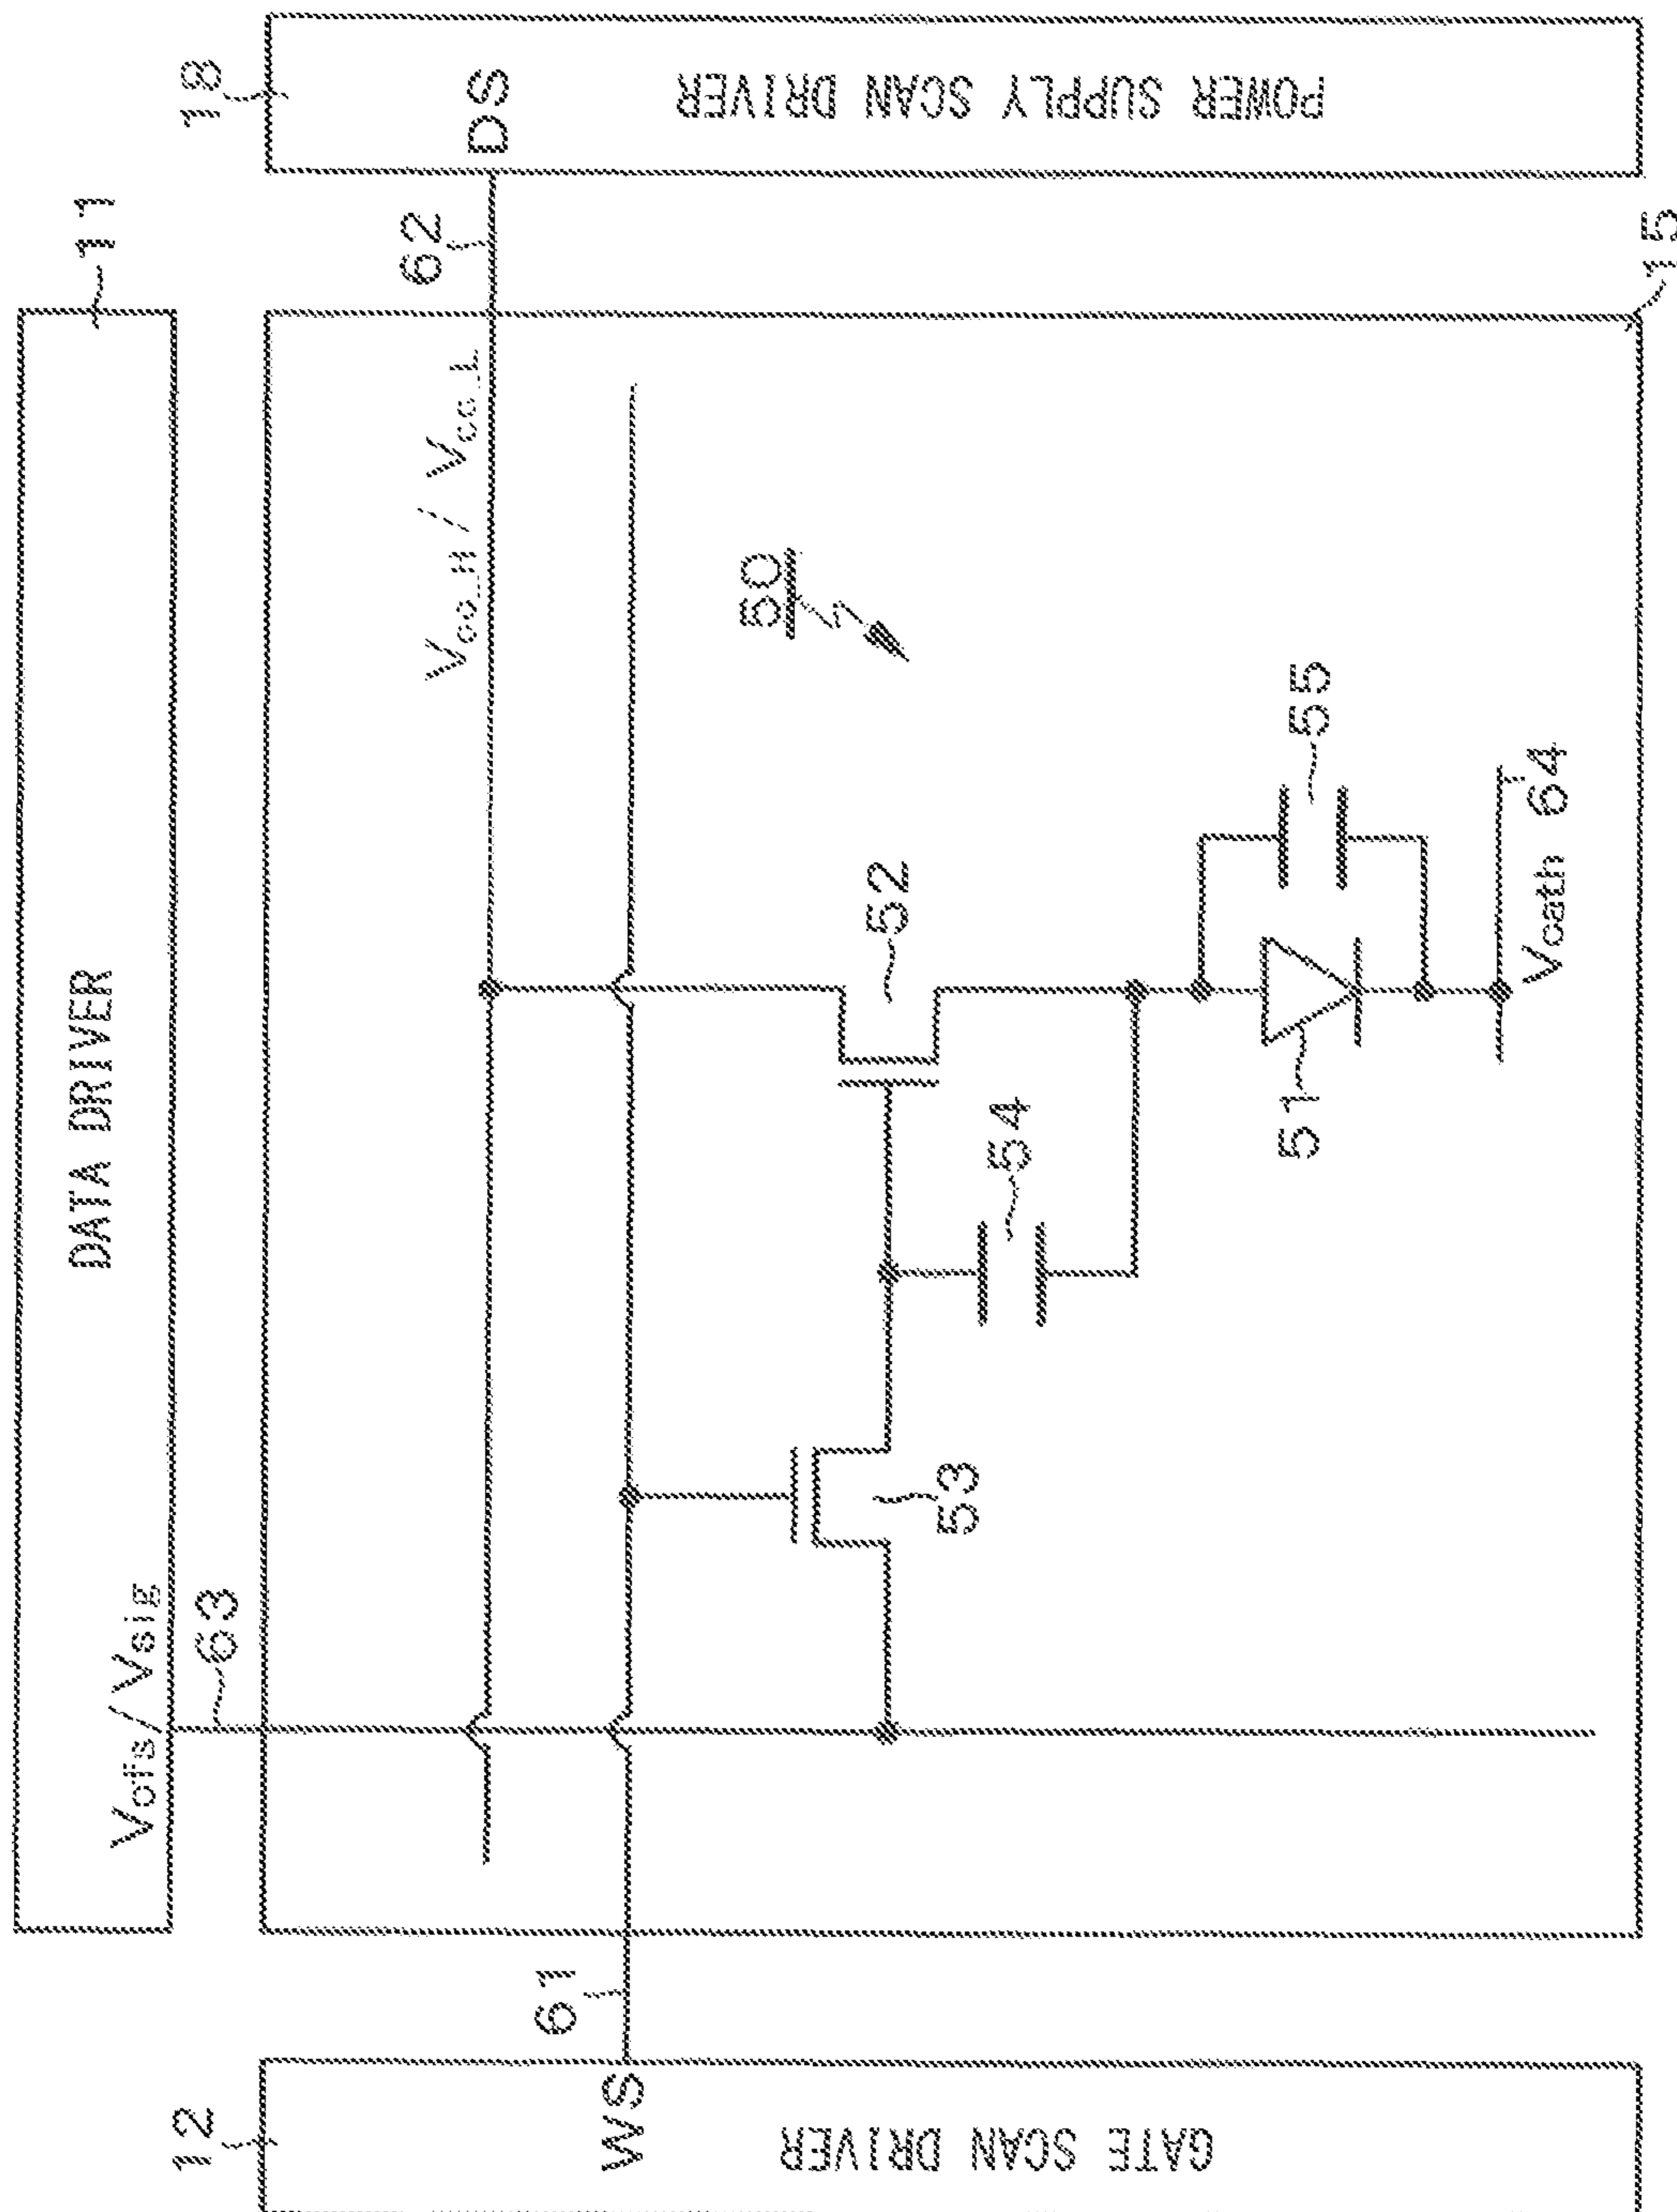 DATA DRIVER
11
Vofs/Vsig
63
12
WS
GATE SCAN DRIVER
61
18
DS
POWER SUPPLY SCAN DRIVER
62
Vcc_H / Vcc_L
50
52
53
54
55
51
Vcath 64
15